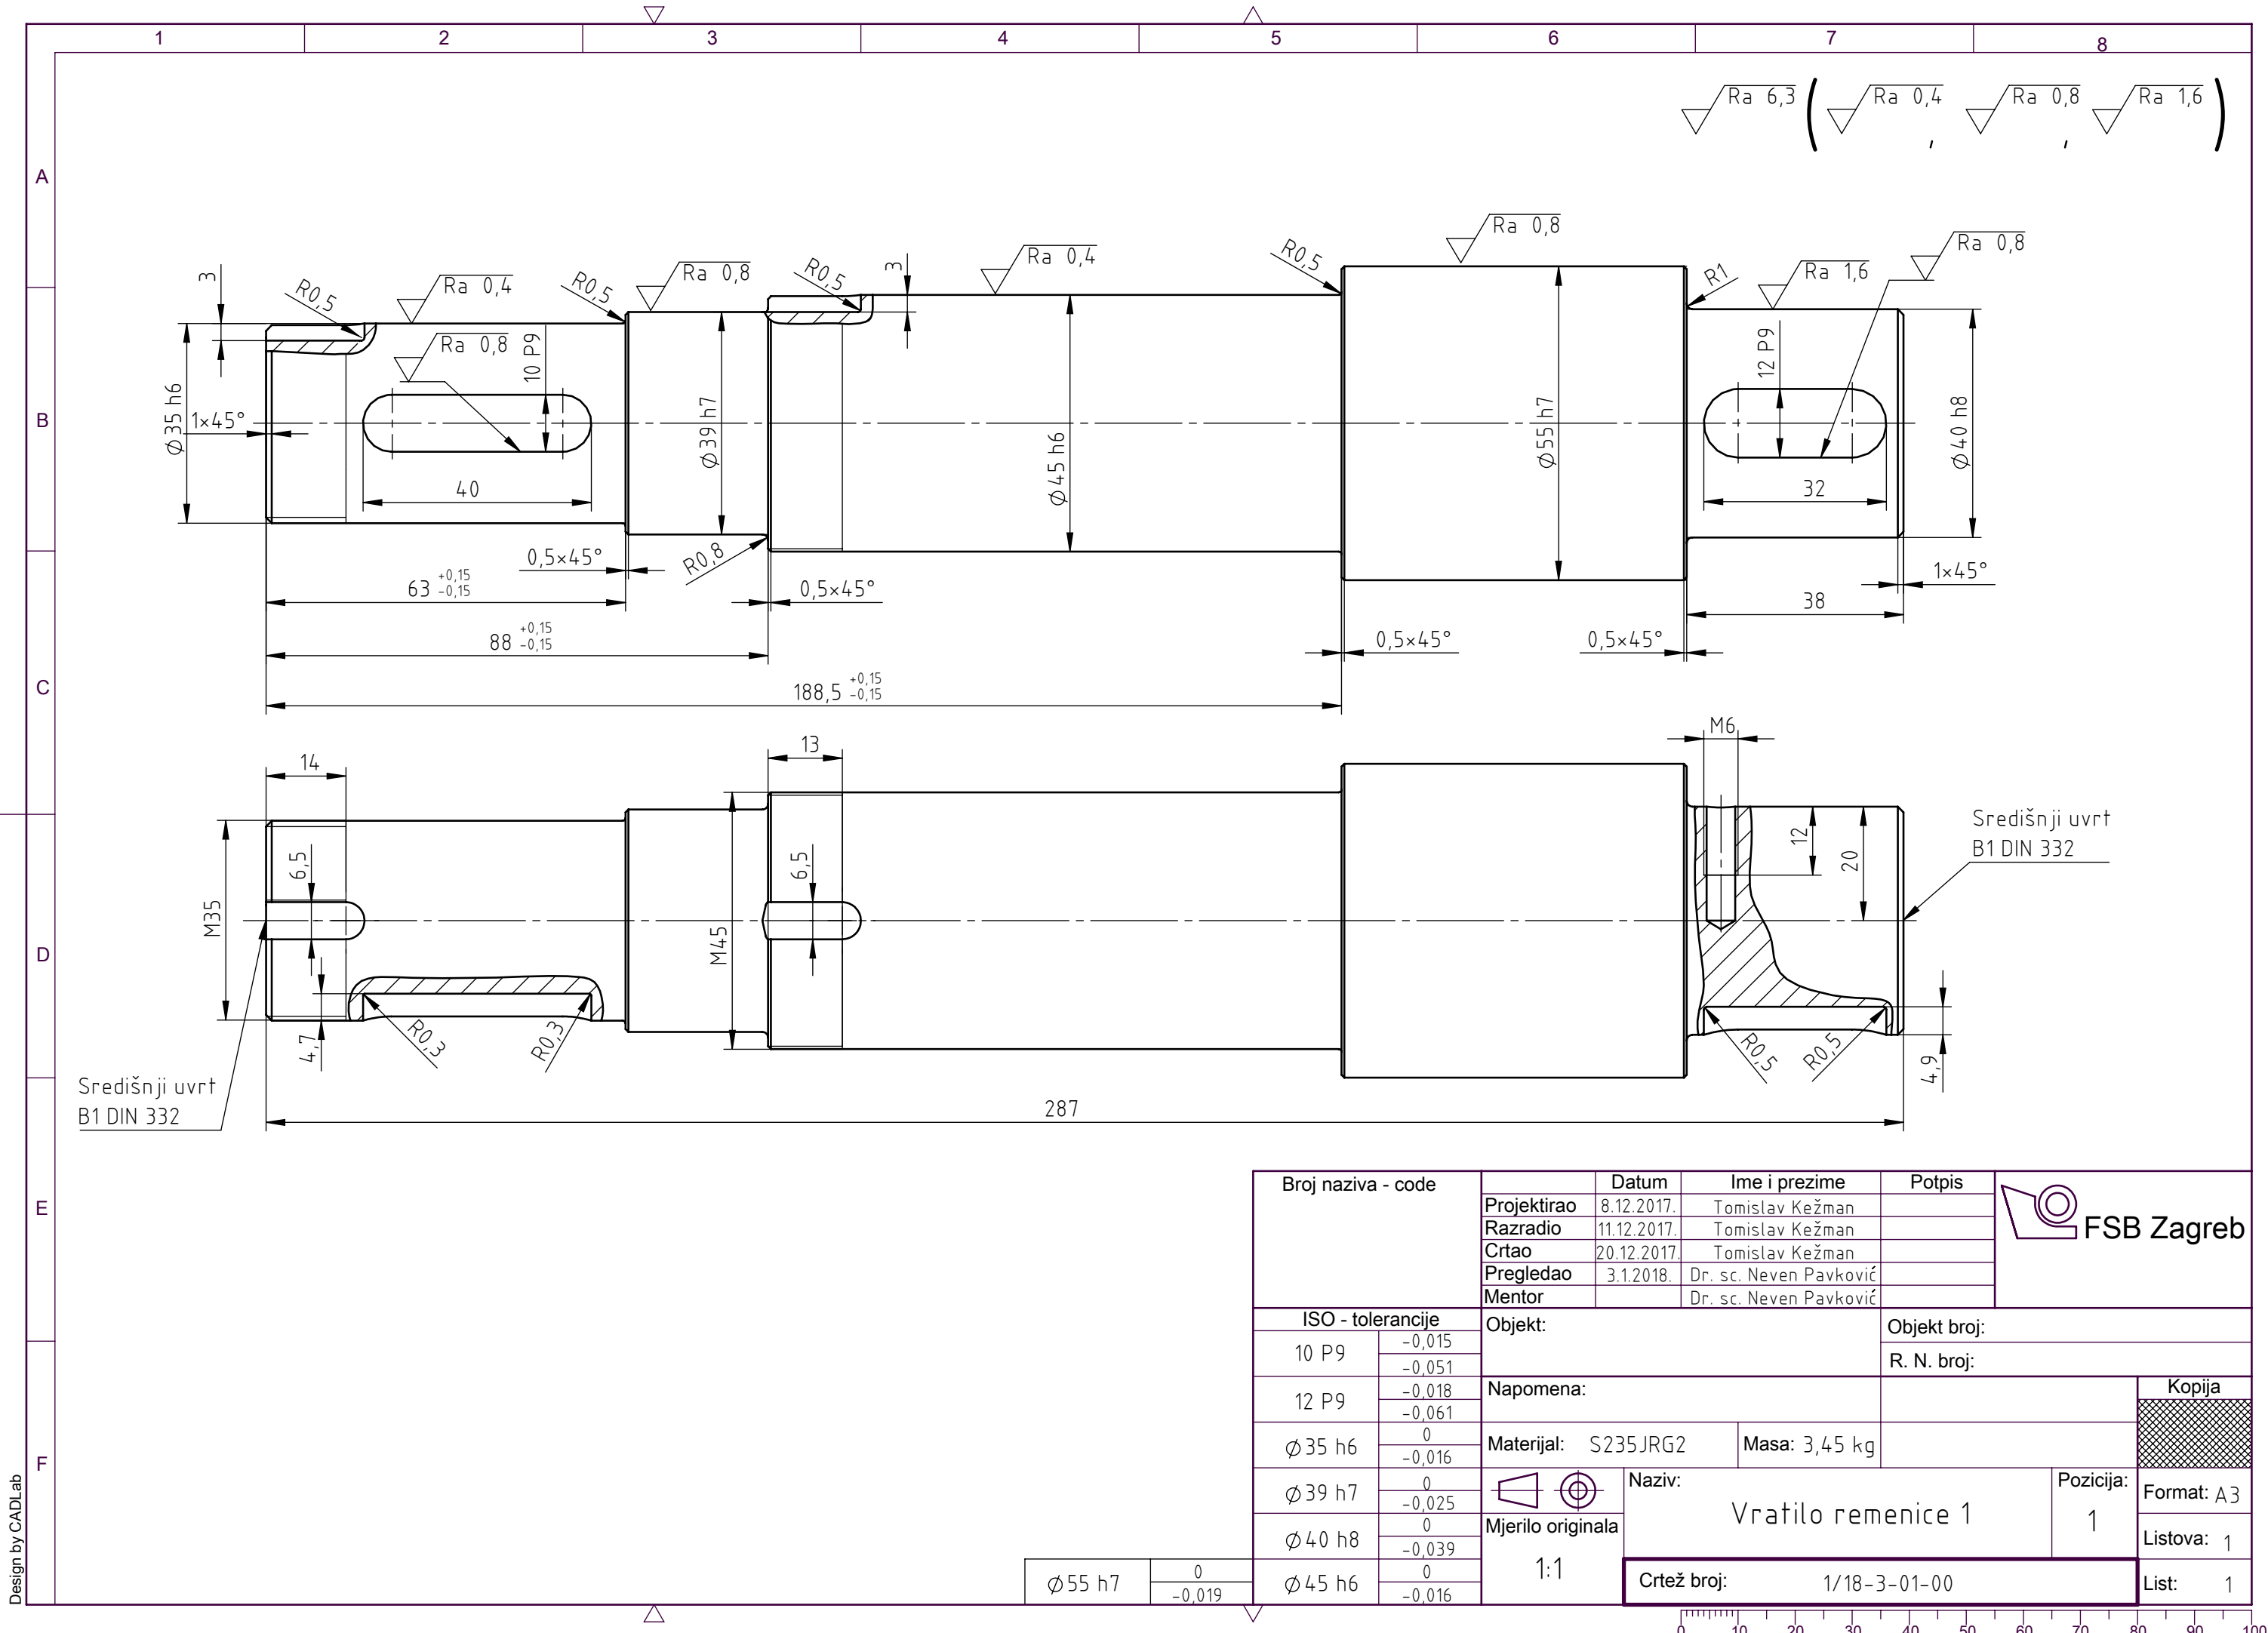 1 2 3 4 5 6 7 8
Ra 6,3 ( Ra 0,4 , Ra 0,8 , Ra 1,6 )
A
B
C
D
E
F
3
R0,5
Ra 0,4
R0,5
Ra 0,8
R0,5
3
Ra 0,4
R0,5
Ra 0,8
R1
Ra 1,6
Ra 0,8
Ra 0,8
10 P9
12 P9
Ø35 h6
1×45°
Ø39 h7
Ø45 h6
Ø55 h7
Ø40 h8
40
32
0,5×45°
R0,8
63 +0,15 -0,15
0,5×45°
1×45°
38
88 +0,15 -0,15
0,5×45°
0,5×45°
188,5 +0,15 -0,15
14
13
M6
6,5
6,5
12
20
Središnji uvrt
B1 DIN 332
M35
M45
4,7
R0,3
R0,3
R0,5
R0,5
4,9
Središnji uvrt
B1 DIN 332
287
Broj naziva - code
Datum Ime i prezime Potpis
Projektirao 8.12.2017. Tomislav Kežman
Razradio 11.12.2017. Tomislav Kežman
Crtao 20.12.2017. Tomislav Kežman
Pregledao 3.1.2018. Dr. sc. Neven Pavković
Mentor Dr. sc. Neven Pavković
FSB Zagreb
ISO - tolerancije
10 P9 -0,015 -0,051
12 P9 -0,018 -0,061
Ø35 h6 0 -0,016
Ø39 h7 0 -0,025
Ø40 h8 0 -0,039
Ø45 h6 0 -0,016
Ø55 h7 0 -0,019
Objekt:
Objekt broj:
R. N. broj:
Napomena:
Kopija
Materijal: S235JRG2
Masa: 3,45 kg
Naziv:
Vratilo remenice 1
Pozicija:
1
Format: A3
Mjerilo originala
1:1
Listova: 1
Crtež broj: 1/18-3-01-00
List: 1
Design by CADLab
0 10 20 30 40 50 60 70 80 90 100